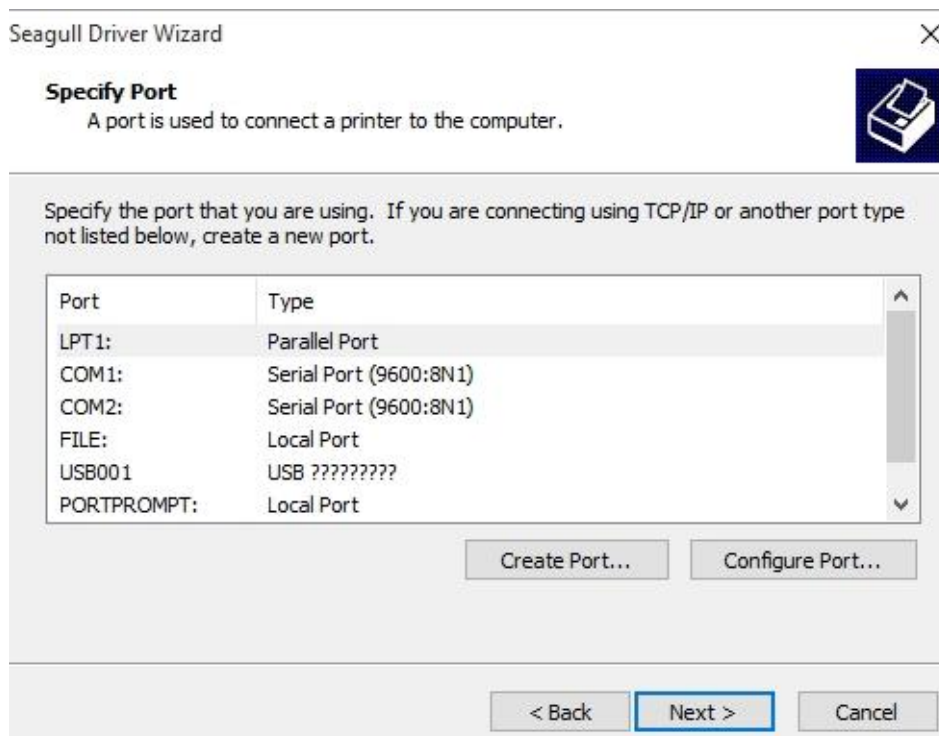 Seagull Driver Wizard
Specify Port
A port is used to connect a printer to the computer.
Specify the port that you are using. If you are connecting using TCP/IP or another port type
not listed below, create a new port.
Port Type
LPT1: Parallel Port
COM1: Serial Port (9600:8N1)
COM2: Serial Port (9600:8N1)
FILE: Local Port
USB001 USB ?????????
PORTPROMPT: Local Port
Create Port... Configure Port...
< Back Next > Cancel